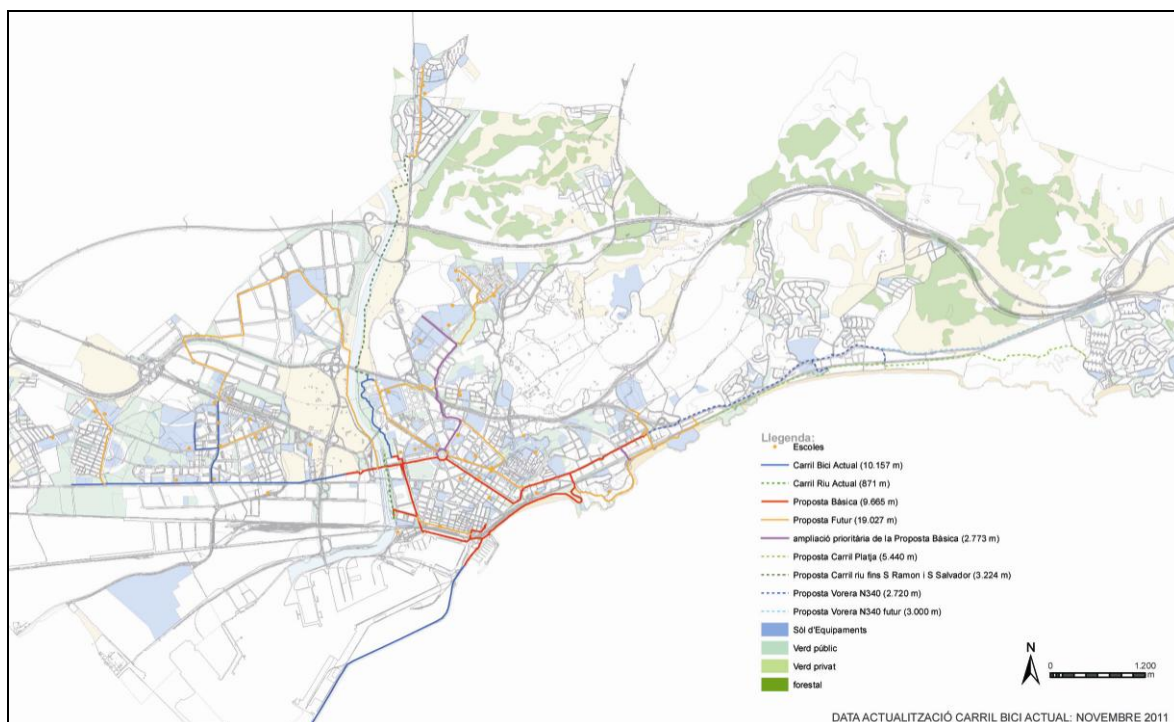 Llegenda:
Escoles
Carril Bici Actual (10.157 m)
Carril Riu Actual (871 m)
Proposta Bàsica (9.665 m)
Proposta Futur (19.027 m)
ampliació prioritària de la Proposta Bàsica (2.773 m)
Proposta Carril Platja (5.440 m)
Proposta Carril riu fins S Ramon i S Salvador (3.224 m)
Proposta Vorera N340 (2.720 m)
Proposta Vorera N340 futur (3.000 m)
Sòl d'Equipaments
Verd públic
Verd privat
forestal
N
0 1.200
m
DATA ACTUALITZACIÓ CARRIL BICI ACTUAL: NOVEMBRE 2011